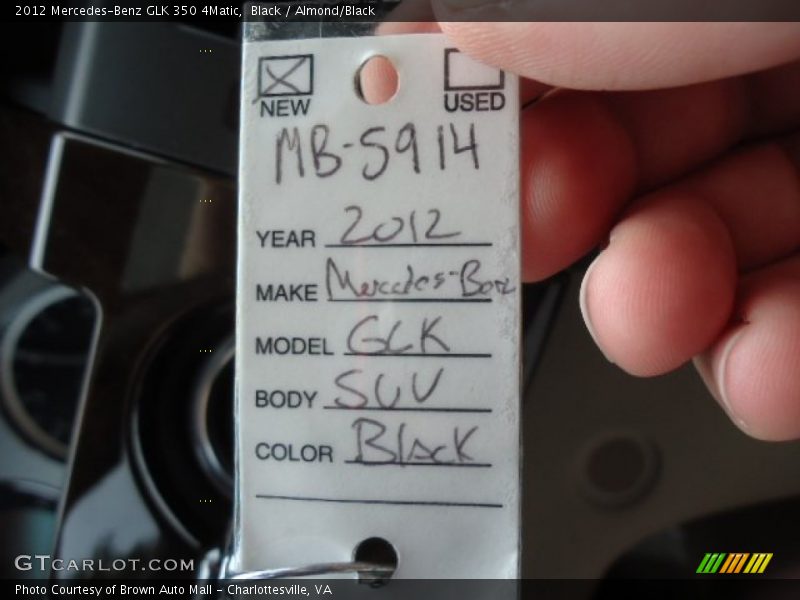 2012 Mercedes-Benz GLK 350 4Matic, Black / Almond/Black
NEW USED
MB-5914
YEAR 2012
MAKE Mercedes-Benz
MODEL GLK
BODY SUV
COLOR Black
GTCARLOT.COM
Photo Courtesy of Brown Auto Mall - Charlottesville, VA